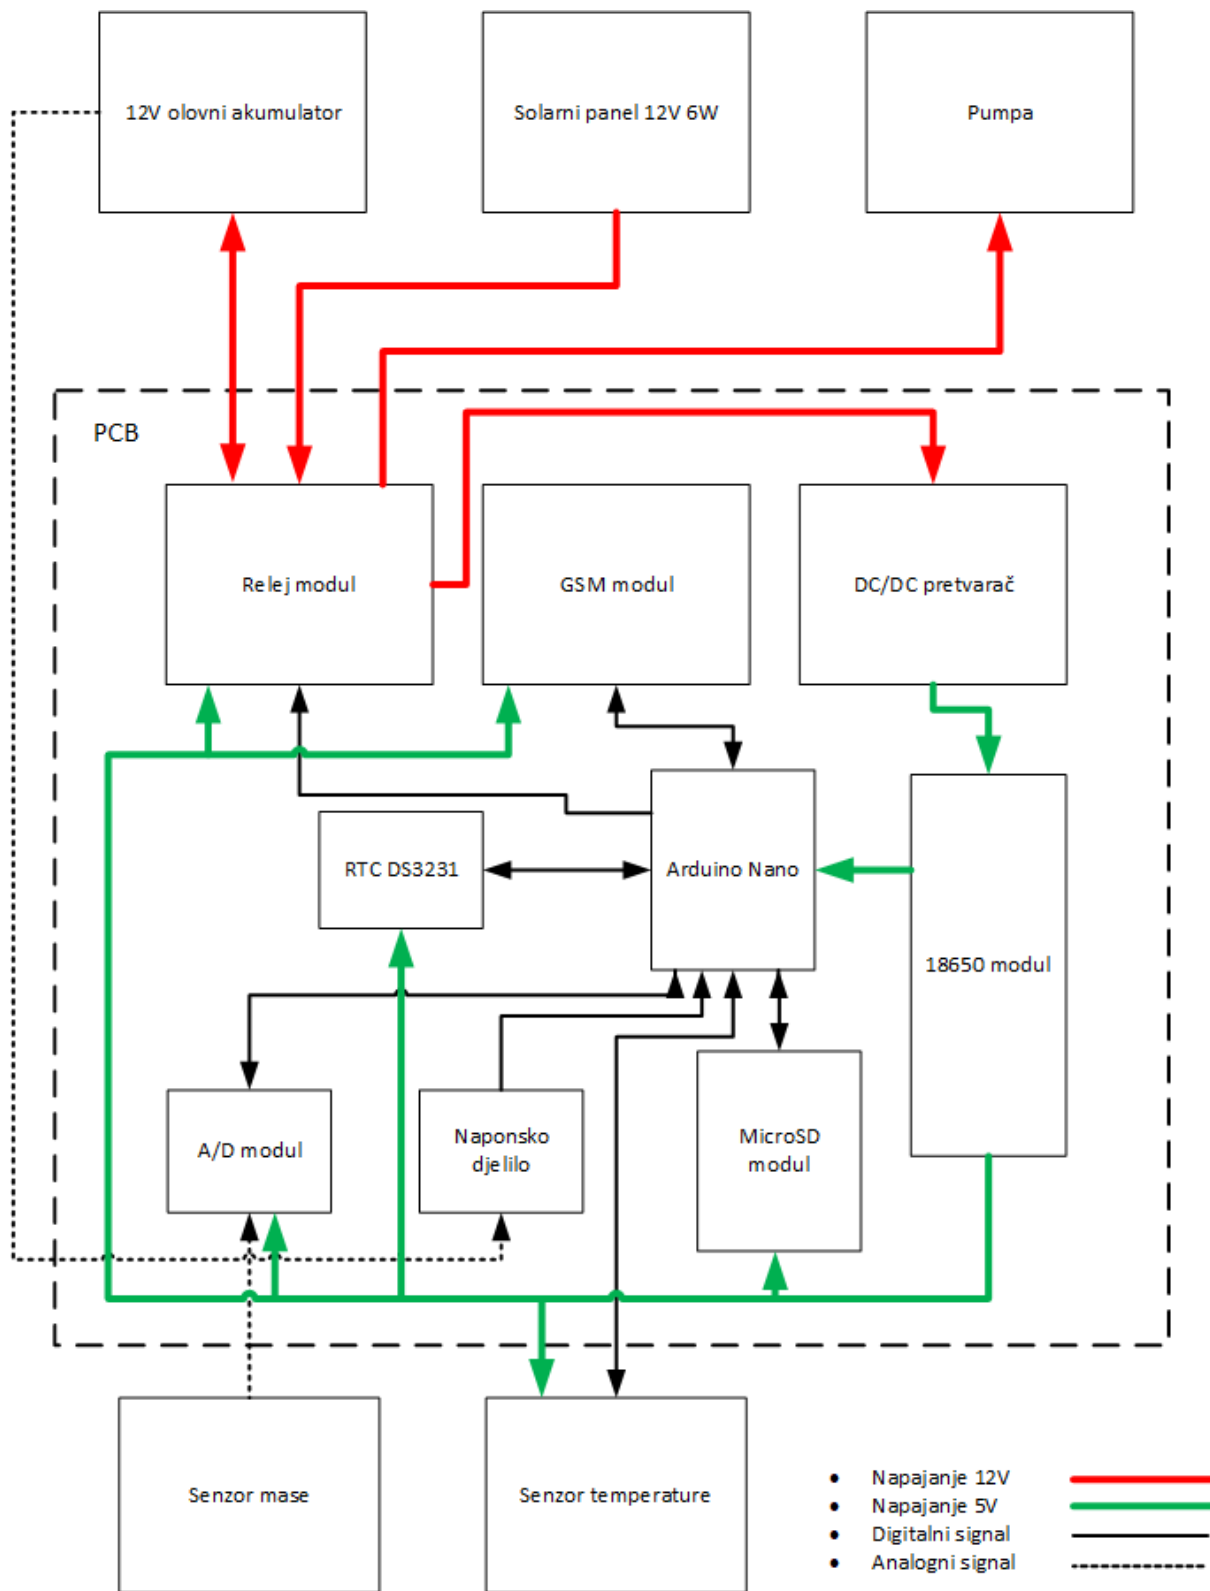 12V olovni akumulator
Solarni panel 12V 6W
Pumpa
PCB
Relej modul
GSM modul
DC/DC pretvarač
RTC DS3231
Arduino Nano
18650 modul
A/D modul
Naponsko
djelilo
MicroSD
modul
Senzor mase
Senzor temperature
• Napajanje 12V
• Napajanje 5V
• Digitalni signal
• Analogni signal